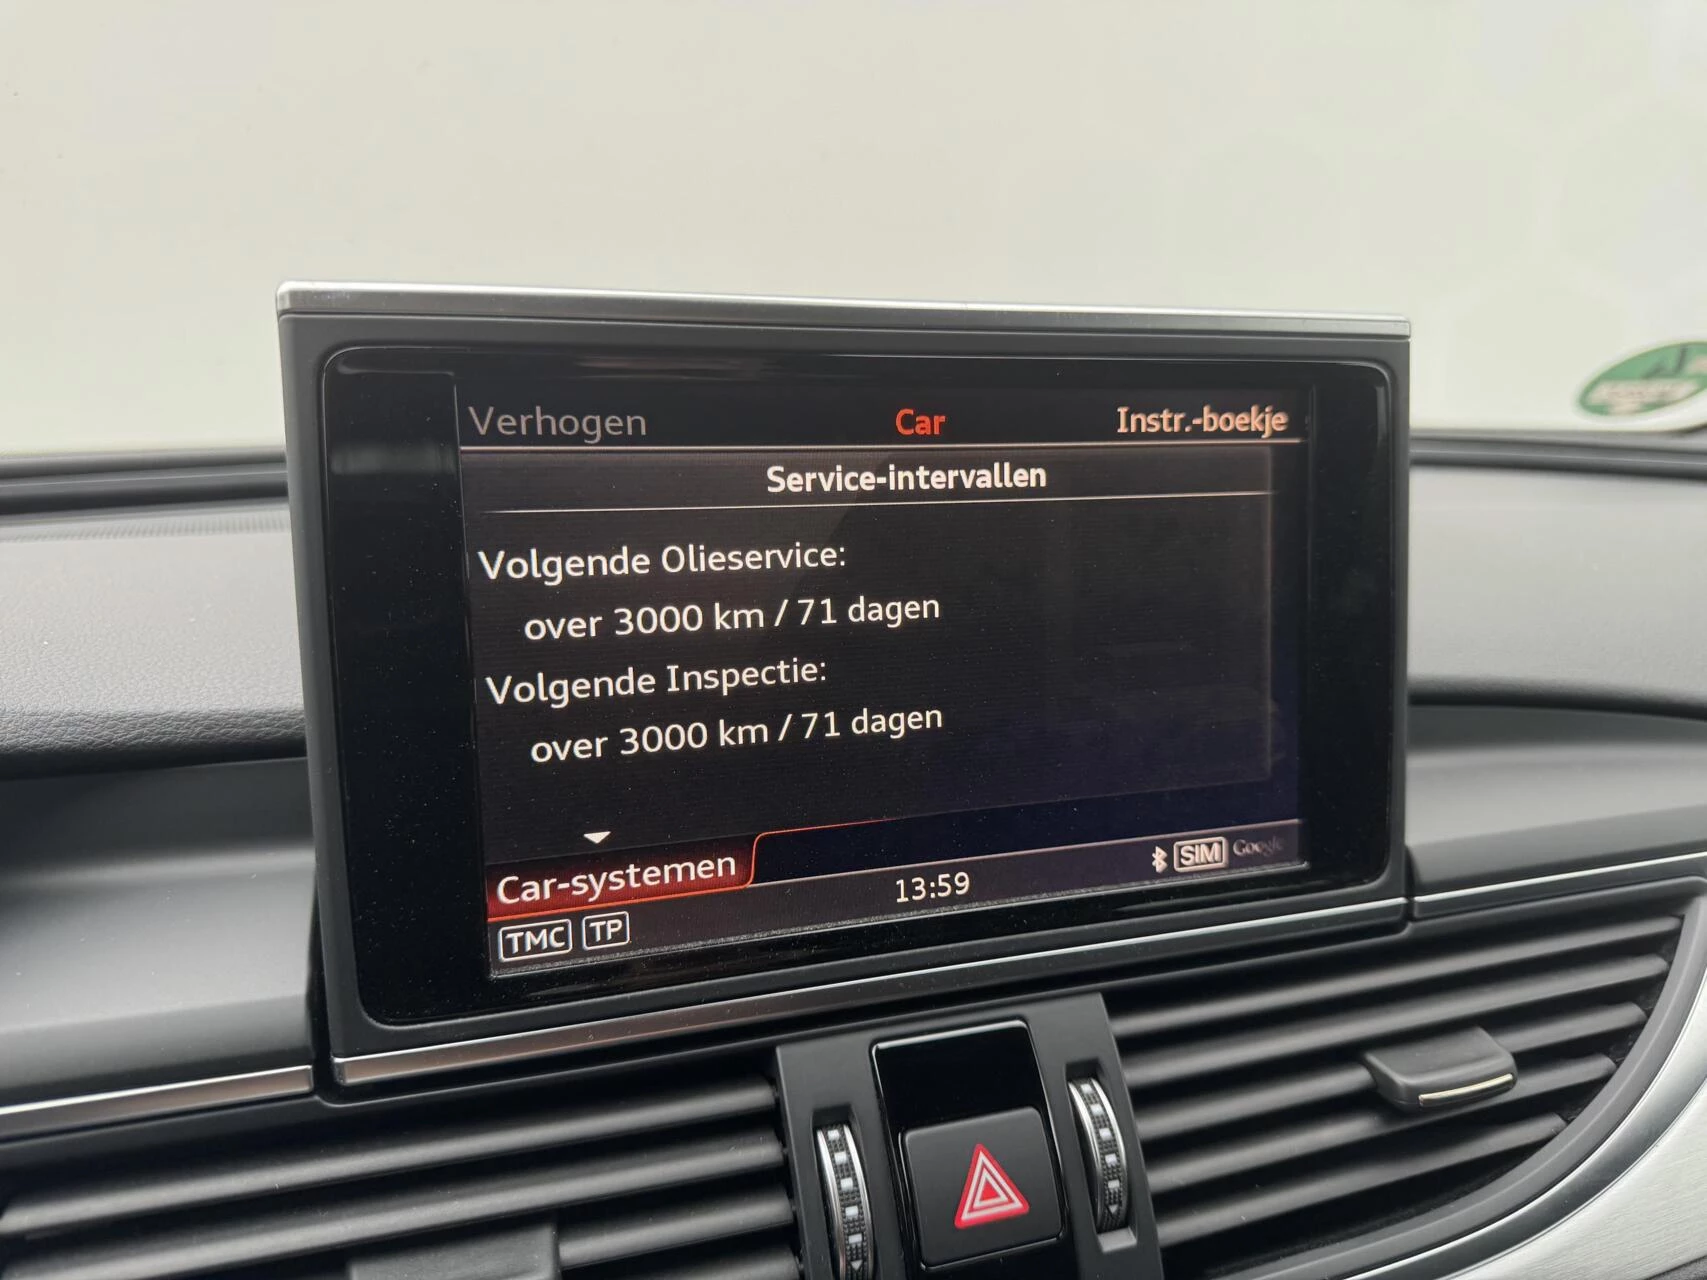 Verhogen Car Instr.-boekje
Service-intervallen
Volgende Olieservice:
over 3000 km / 71 dagen
Volgende Inspectie:
over 3000 km / 71 dagen
Car-systemen
13:59
SIM Google
TMC TP